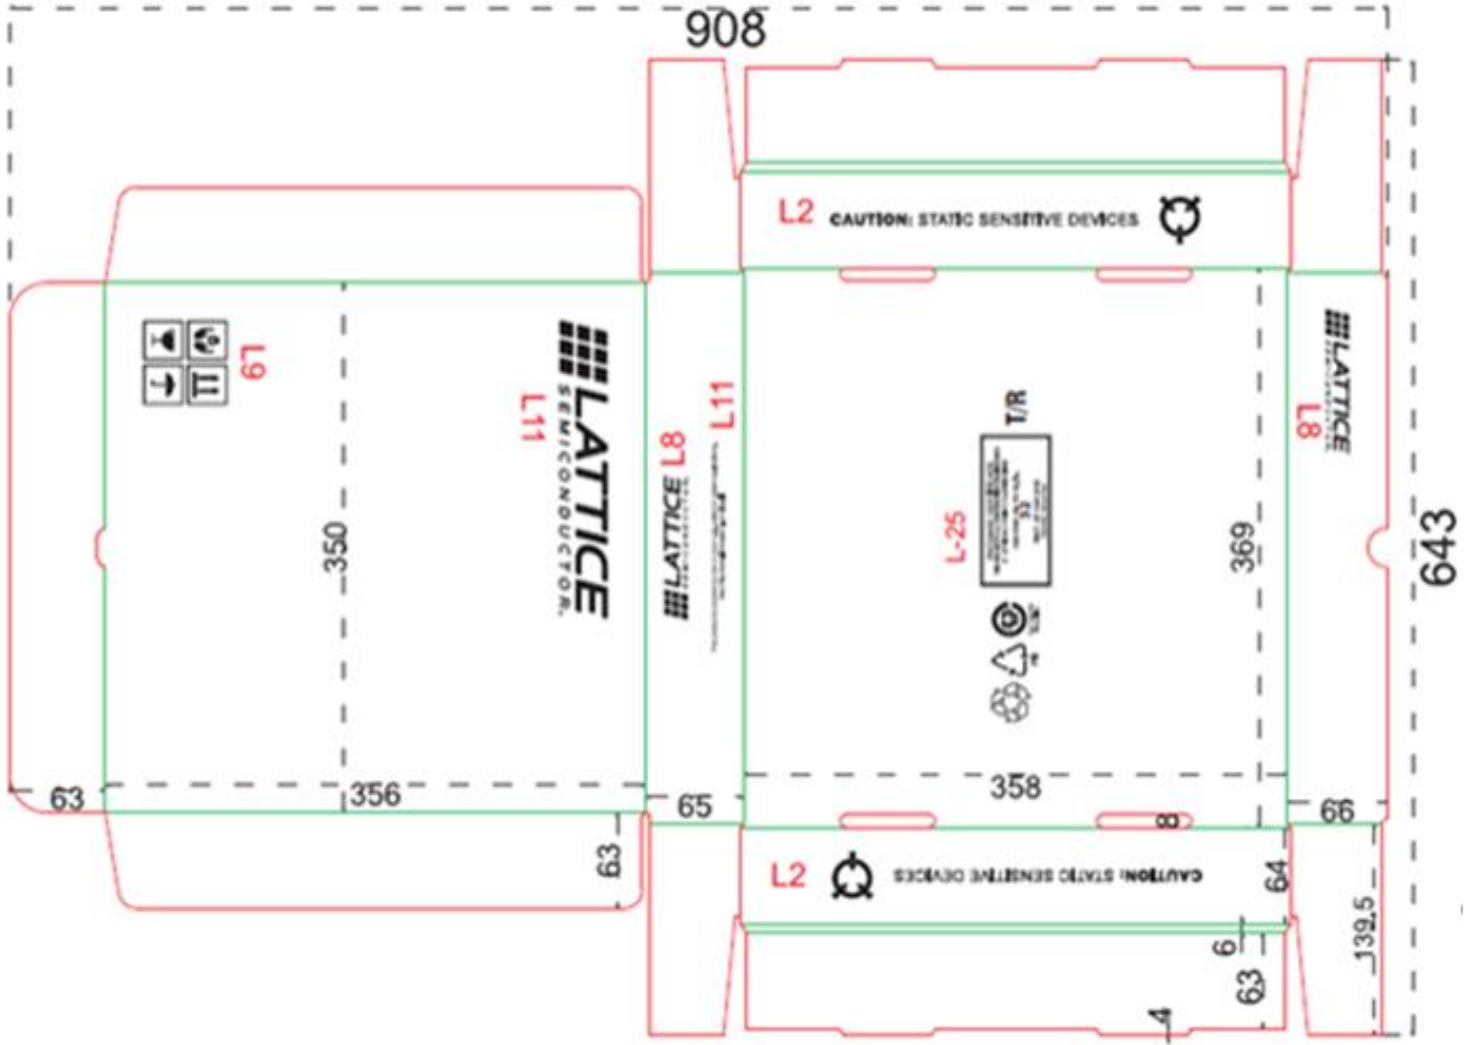 908
L2 CAUTION: STATIC SENSITIVE DEVICES
L9
L11
LATTICE
SEMICONDUCTOR.
L8
LATTICE
L11
T/R
L-25
L8
LATTICE
350
369
643
63
356
65
358
66
8
63
L2 CAUTION: STATIC SENSITIVE DEVICES
64
139.5
6
63
4